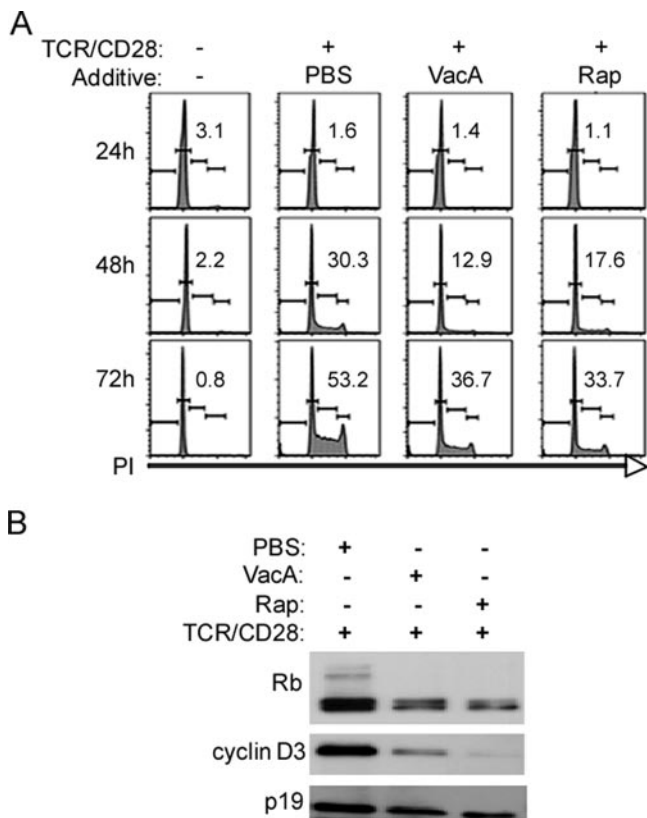 A
TCR/CD28: - + + +
Additive: - PBS VacA Rap
24h 3.1 1.6 1.4 1.1
48h 2.2 30.3 12.9 17.6
72h 0.8 53.2 36.7 33.7
PI
B
PBS: + - -
VacA: - + -
Rap: - - +
TCR/CD28: + + +
Rb
cyclin D3
p19